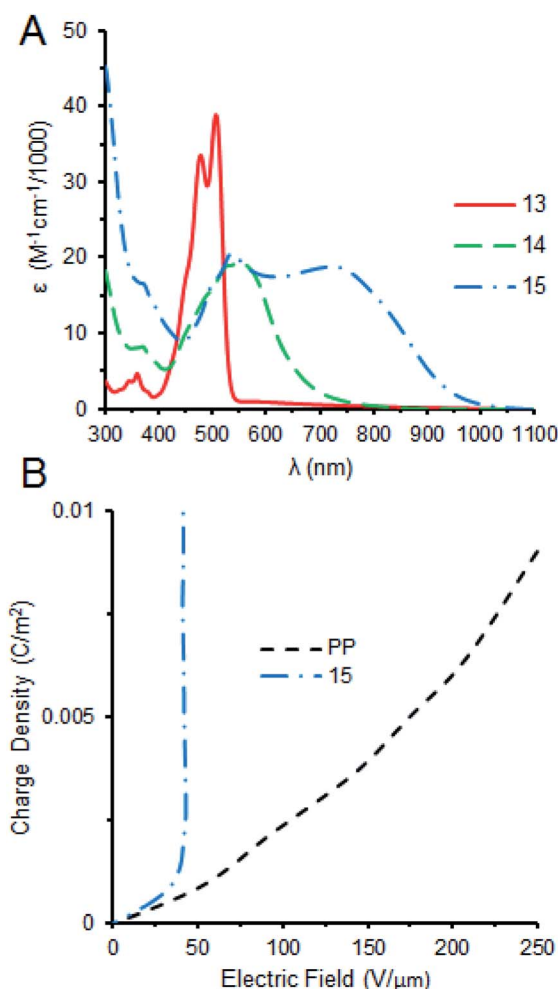 A
50
40
30
20
10
0
ε (M⁻¹cm⁻¹/1000)
13
14
15
300 400 500 600 700 800 900 1000 1100
λ (nm)
B
0.01
0.005
0
Charge Density (C/m²)
PP
15
0 50 100 150 200 250
Electric Field (V/μm)